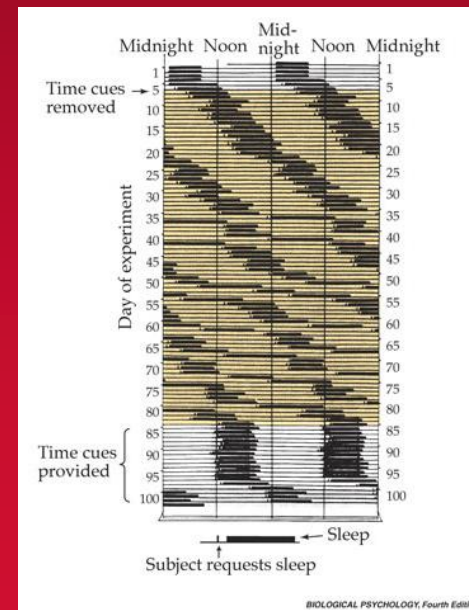 Mid-
Midnight Noon night Noon Midnight
Time cues
removed
Day of experiment
1 1
5 5
10 10
15 15
20 20
25 25
30 30
35 35
40 40
45 45
50 50
55 55
60 60
65 65
70 70
75 75
80 80
85 85
90 90
95 95
100 100
Time cues
provided
Sleep
Subject requests sleep
BIOLOGICAL PSYCHOLOGY, Fourth Editi